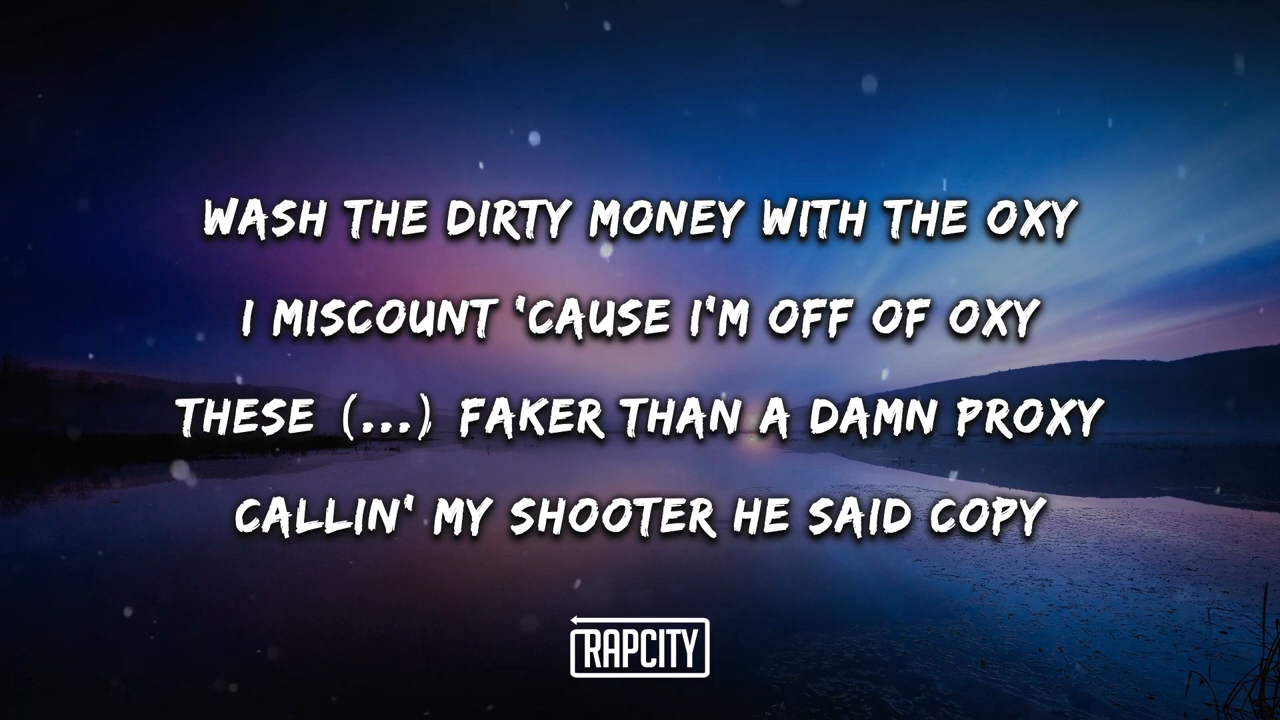 WASH THE DIRTY MONEY WITH THE OXY
I MISCOUNT 'CAUSE I'M OFF OF OXY
THESE (...) FAKER THAN A DAMN PROXY
CALLIN' MY SHOOTER HE SAID COPY
RAPCITY